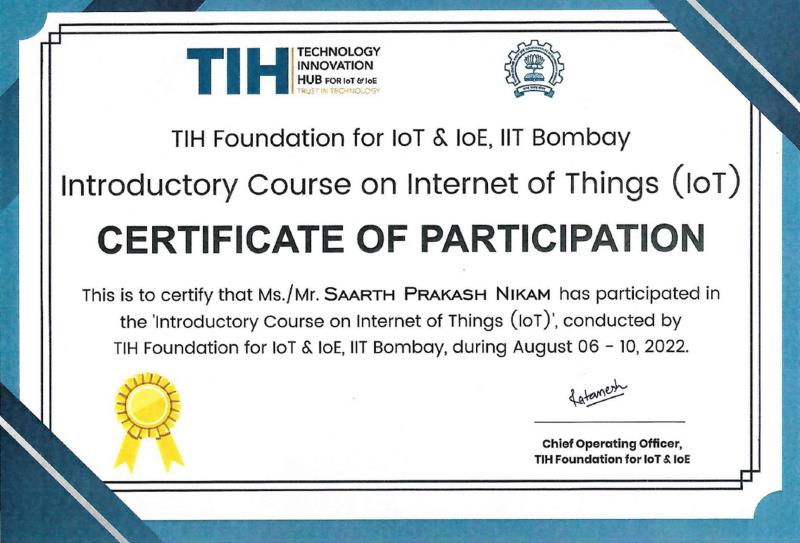 TIH TECHNOLOGY
INNOVATION
HUB FOR IoT & IoE
TRUST IN TECHNOLOGY
TIH Foundation for IoT & IoE, IIT Bombay
Introductory Course on Internet of Things (IoT)
CERTIFICATE OF PARTICIPATION
This is to certify that Ms./Mr. SAARTH PRAKASH NIKAM has participated in
the 'Introductory Course on Internet of Things (IoT)', conducted by
TIH Foundation for IoT & IoE, IIT Bombay, during August 06 - 10, 2022.
Ratanesh
Chief Operating Officer,
TIH Foundation for IoT & IoE